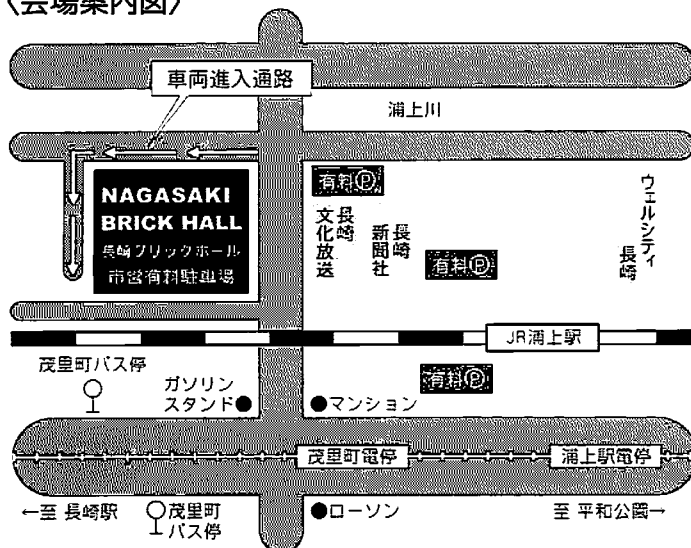 〈会場案内図〉
車両進入通路
浦上川
NAGASAKI
BRICK HALL
長崎ブリックホール
市営有料駐車場
有料Ⓟ
長崎
文化放送
長崎
新聞社
有料Ⓟ
ウェルシティ
長崎
JR浦上駅
茂里町バス停
ガソリン
スタンド●
有料Ⓟ
●マンション
茂里町電停
浦上駅電停
←至 長崎駅
茂里町
バス停
●ローソン
至 平和公園→